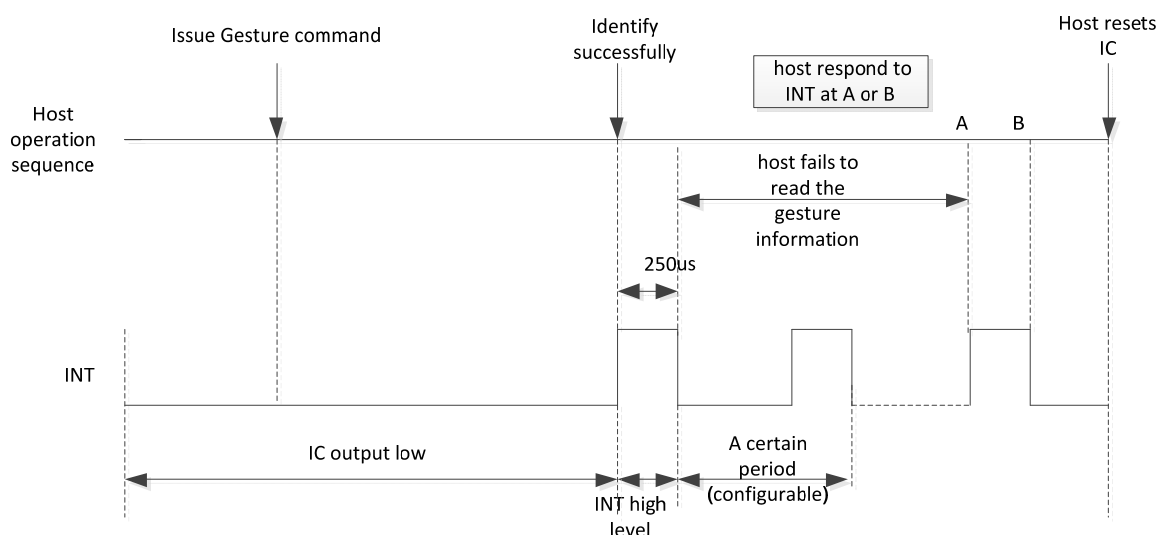 Issue Gesture command
Identify
successfully
Host resets
IC
host respond to
INT at A or B
Host
operation
sequence
A
B
host fails to
read the
gesture
information
250us
INT
IC output low
INT high
level
A certain
period
(configurable)